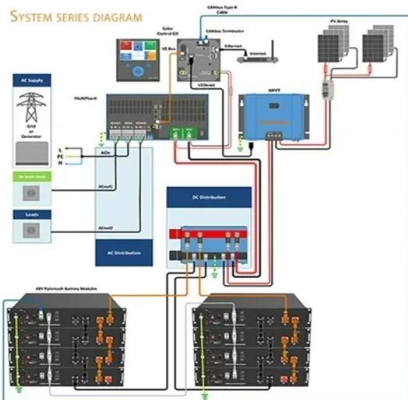 SYSTEM SERIES DIAGRAM
CANbus Type B
Cable
Color
Control GX
CANbus Terminator
VE Bus
Ethernet
Internet
PV Array
AC Supply
Grid
or
Generator
MultiPlus-II
VE.Direct
MPPT
L
PE
N
ACin
ACout1
Loads
ACout2
AC Distribution
DC Distribution
48V Pylontech Battery Modules